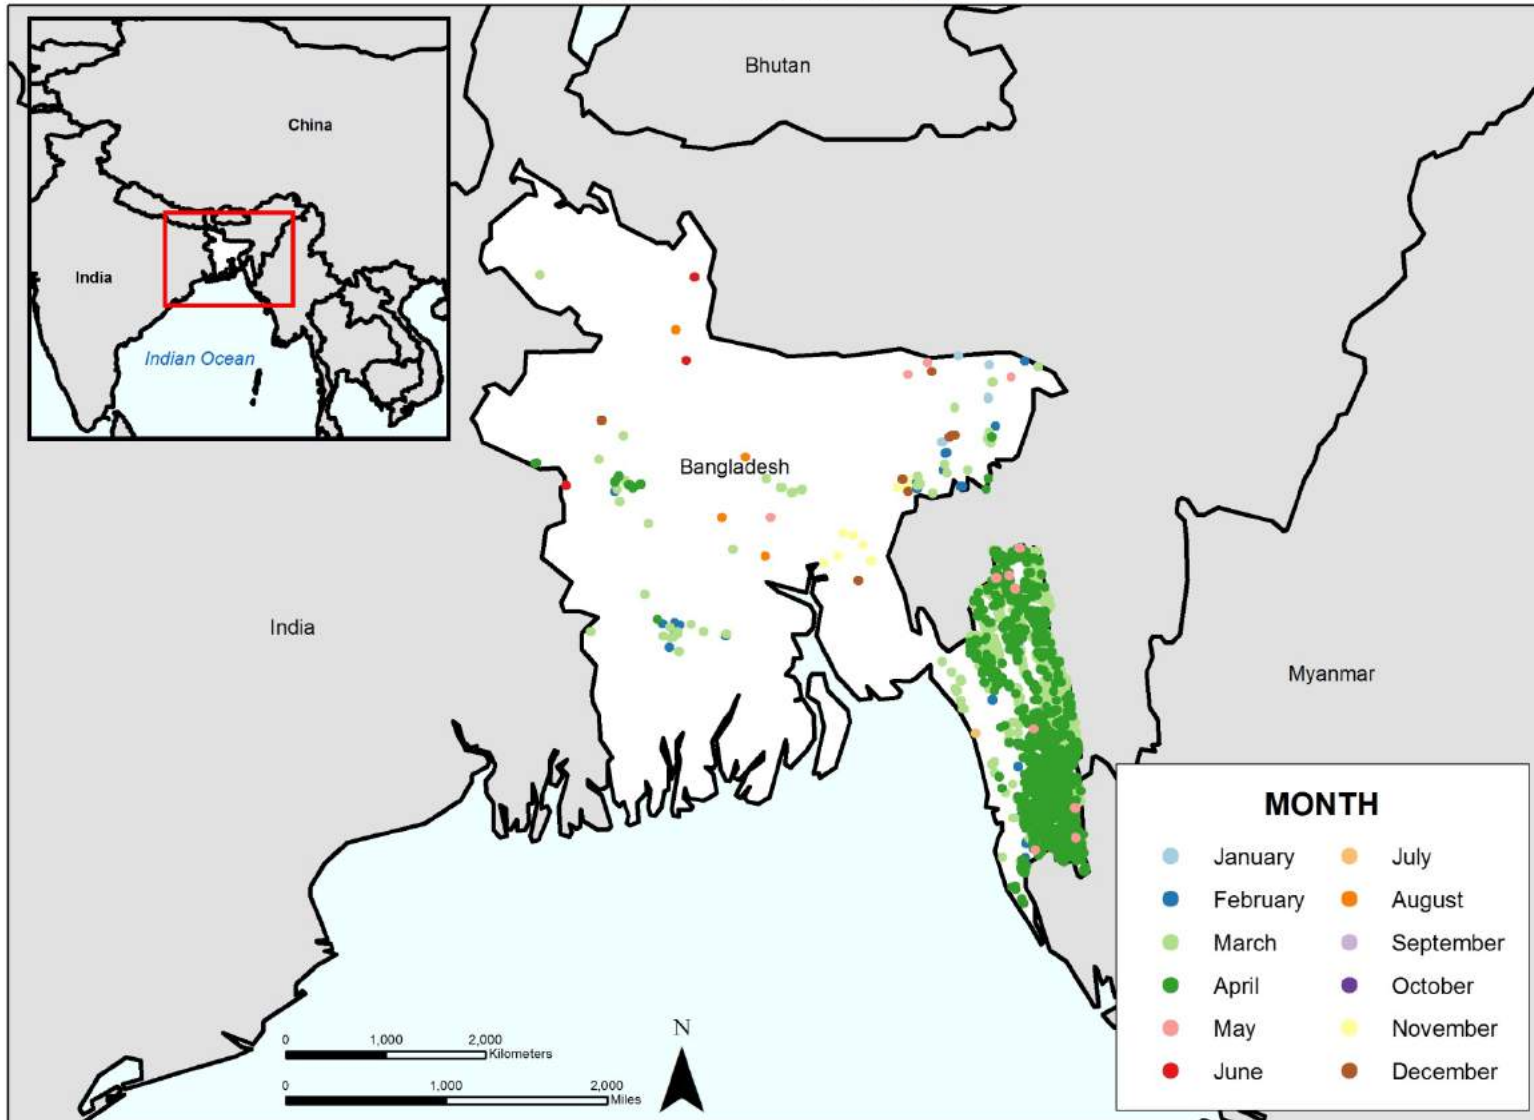 China
India
Indian Ocean
Bhutan
Bangladesh
India
Myanmar
MONTH
January
February
March
April
May
June
July
August
September
October
November
December
0 1,000 2,000
Kilometers
0 1,000 2,000
Miles
N